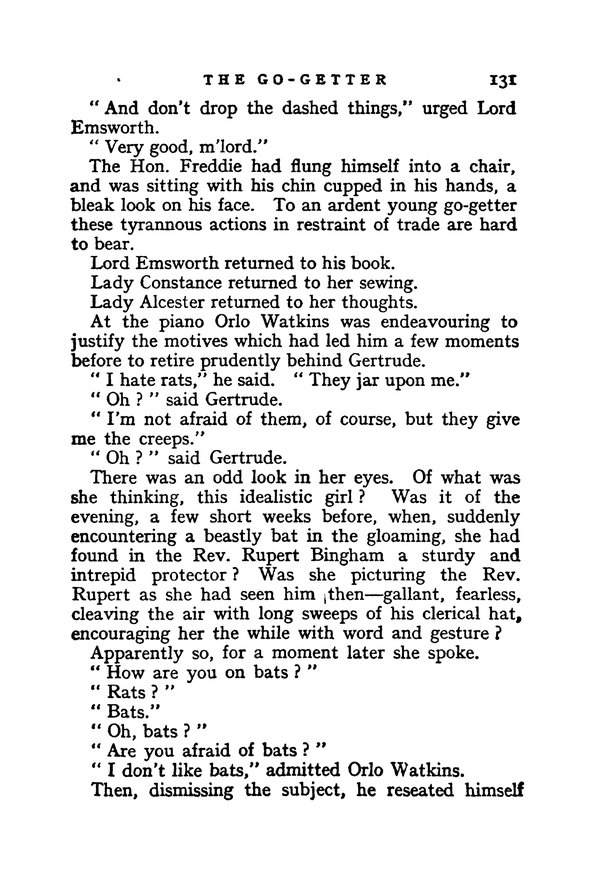 THE GO-GETTER 131
“ And don’t drop the dashed things,” urged Lord
Emsworth.
“ Very good, m’lord.”
The Hon. Freddie had flung himself into a chair,
and was sitting with his chin cupped in his hands, a
bleak look on his face. To an ardent young go-getter
these tyrannous actions in restraint of trade are hard
to bear.
Lord Emsworth returned to his book.
Lady Constance returned to her sewing.
Lady Alcester returned to her thoughts.
At the piano Orlo Watkins was endeavouring to
justify the motives which had led him a few moments
before to retire prudently behind Gertrude.
“ I hate rats,” he said. “ They jar upon me.”
“ Oh ? ” said Gertrude.
“ I’m not afraid of them, of course, but they give
me the creeps.”
“ Oh ? ” said Gertrude.
There was an odd look in her eyes. Of what was
she thinking, this idealistic girl ? Was it of the
evening, a few short weeks before, when, suddenly
encountering a beastly bat in the gloaming, she had
found in the Rev. Rupert Bingham a sturdy and
intrepid protector ? Was she picturing the Rev.
Rupert as she had seen him then—gallant, fearless,
cleaving the air with long sweeps of his clerical hat,
encouraging her the while with word and gesture ?
Apparently so, for a moment later she spoke.
“ How are you on bats ? ”
“ Rats ? ”
“ Bats.”
“ Oh, bats ? ”
“ Are you afraid of bats ? ”
“ I don’t like bats,” admitted Orlo Watkins.
Then, dismissing the subject, he reseated himself